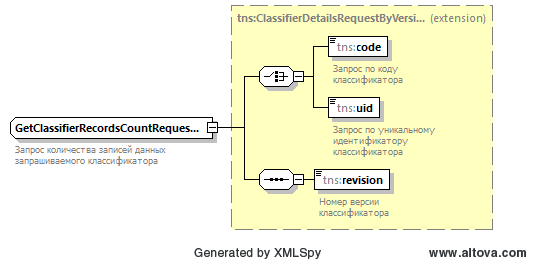 tns:ClassifierDetailsRequestByVersi... (extension)
tns:code
Запрос по коду
классификатора
tns:uid
Запрос по уникальному
идентификатору
классификатора
GetClassifierRecordsCountReques...
Запрос количества записей данных
запрашиваемого классификатора
tns:revision
Номер версии
классификатора
Generated by XMLSpy
www.altova.com